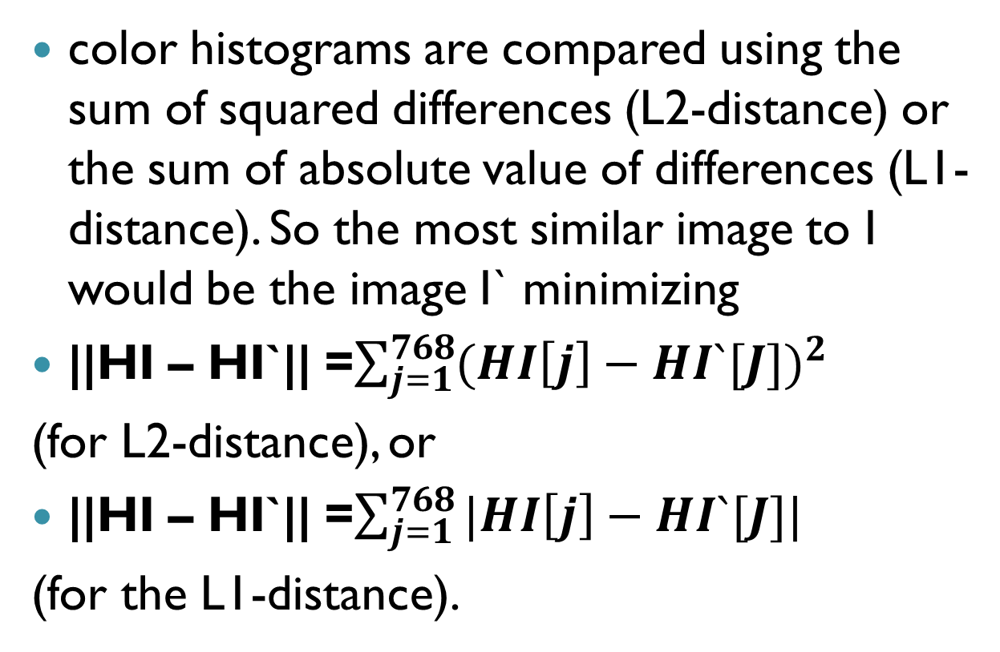 • color histograms are compared using the
sum of squared differences (L2-distance) or
the sum of absolute value of differences (L1-
distance). So the most similar image to I
would be the image I` minimizing
• ||HI – HI`|| =∑_{j=1}^{768}(HI[j] − HI`[J])²
(for L2-distance), or
• ||HI – HI`|| =∑_{j=1}^{768} |HI[j] − HI`[J]|
(for the L1-distance).